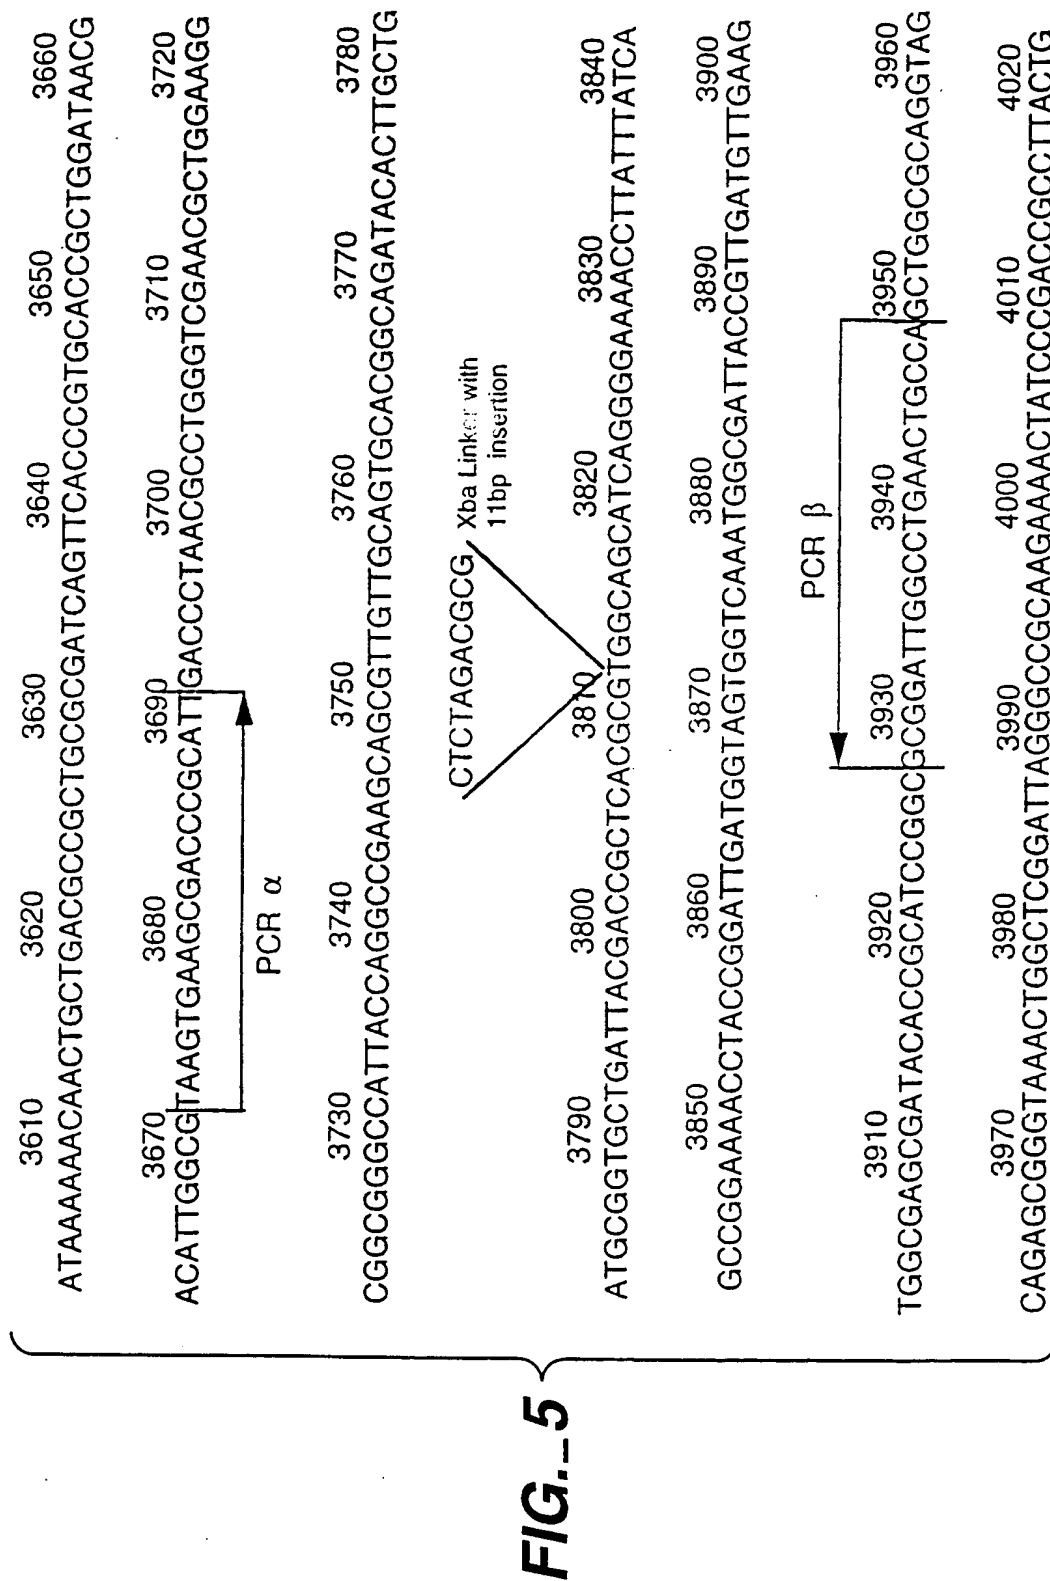 3610 3620 3630 3640 3650 3660
ATAAAAACAACTGCTGACGCCGCTGCGCGATCAGTTCACCCGTGCACCGCTGGATAACG
3670 3680 3690 3700 3710 3720
ACATTGGCGTAAGTGAAGCGACCCGCATTGACCCTAACGCCTGGGTCGAACGCTGGAAGG
PCR α
3730 3740 3750 3760 3770 3780
CGGCGGGCCATTACCAGGCCGAAGCAGCGTTGTTGCAGTGCACGGCAGATACACTTGCTG
CTCTAGACGCG Xba Linker with
11bp insertion
3790 3800 3810 3820 3830 3840
ATGCGGTGCTGATTACGACCGCTCACGCGTGGCAGCATCAGGGGAAAACCTTATTTATCA
3850 3860 3870 3880 3890 3900
GCCGGAAAACCTACCGGATTGATGGTAGTGGTCAAATGGCGATTACCGTTGATGTTGAAG
PCR β
3910 3920 3930 3940 3950 3960
TGGCGAGCGATACACCGCATCCGGCGCGGATTGGCCTGAACTGCCAGCTGGCGCAGGTAG
3970 3980 3990 4000 4010 4020
CAGAGCGGGTAAACTGGCTCGGATTAGGGCCGCAAGAAAACTATCCCGACCGCCTTACTG
FIG._5